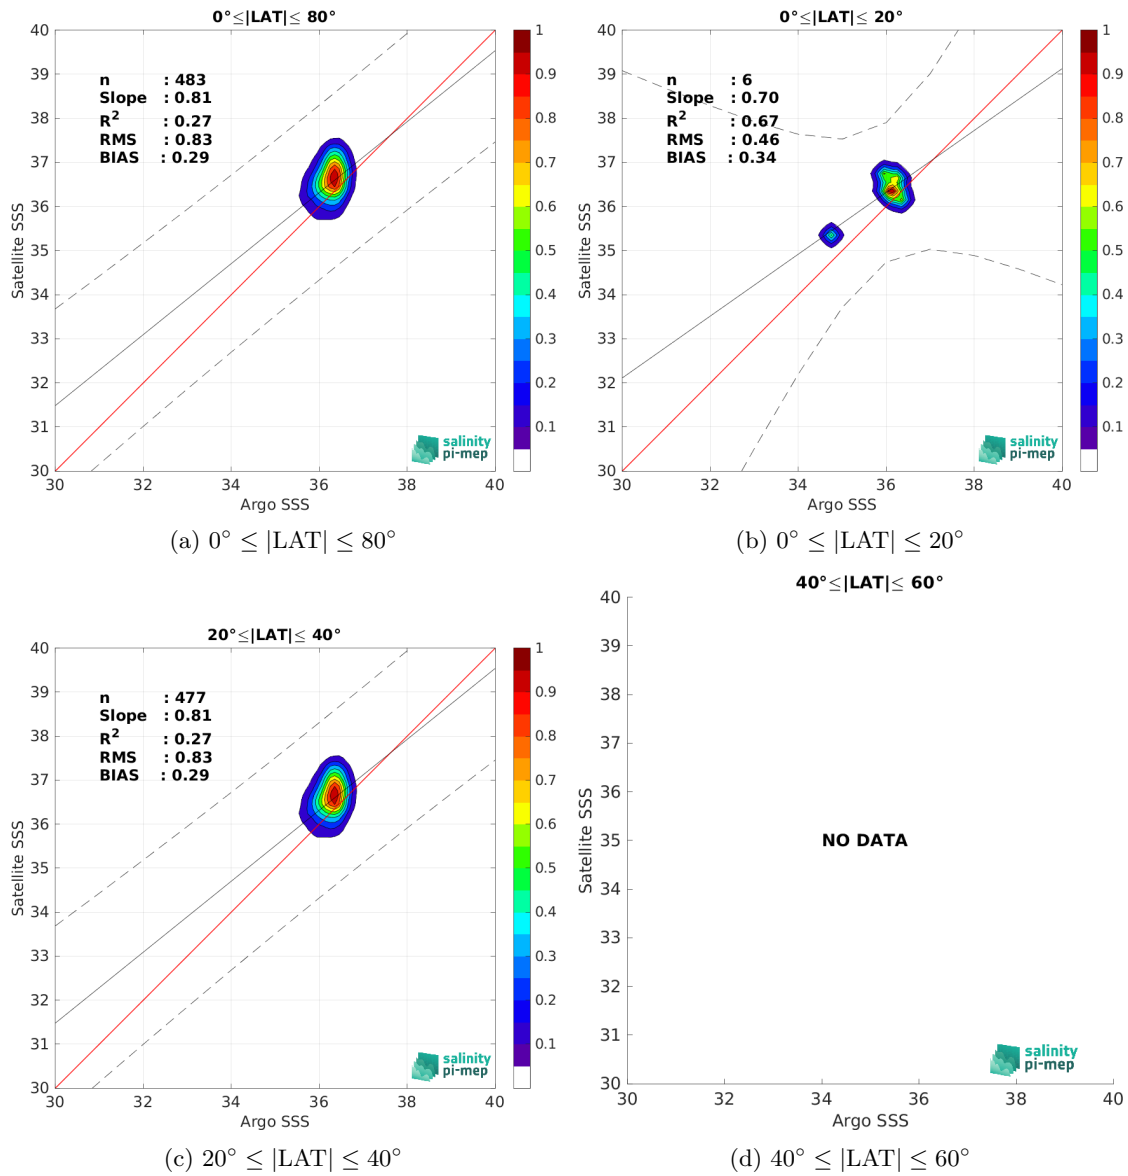 0°≤|LAT|≤ 80°
n : 483
Slope : 0.81
R2 : 0.27
RMS : 0.83
BIAS : 0.29
40
39
38
37
36
35
34
33
32
31
30
30 32 34 36 38 40
Satellite SSS
Argo SSS
1
0.9
0.8
0.7
0.6
0.5
0.4
0.3
0.2
0.1
salinity
pi-mep
(a) 0° ≤ |LAT| ≤ 80°
0°≤|LAT|≤ 20°
n : 6
Slope : 0.70
R2 : 0.67
RMS : 0.46
BIAS : 0.34
40
39
38
37
36
35
34
33
32
31
30
30 32 34 36 38 40
Satellite SSS
Argo SSS
1
0.9
0.8
0.7
0.6
0.5
0.4
0.3
0.2
0.1
salinity
pi-mep
(b) 0° ≤ |LAT| ≤ 20°
20°≤|LAT|≤ 40°
n : 477
Slope : 0.81
R2 : 0.27
RMS : 0.83
BIAS : 0.29
40
39
38
37
36
35
34
33
32
31
30
30 32 34 36 38 40
Satellite SSS
Argo SSS
1
0.9
0.8
0.7
0.6
0.5
0.4
0.3
0.2
0.1
salinity
pi-mep
(c) 20° ≤ |LAT| ≤ 40°
40°≤|LAT|≤ 60°
40
39
38
37
36
35
34
33
32
31
30
30 32 34 36 38 40
Satellite SSS
Argo SSS
NO DATA
salinity
pi-mep
(d) 40° ≤ |LAT| ≤ 60°